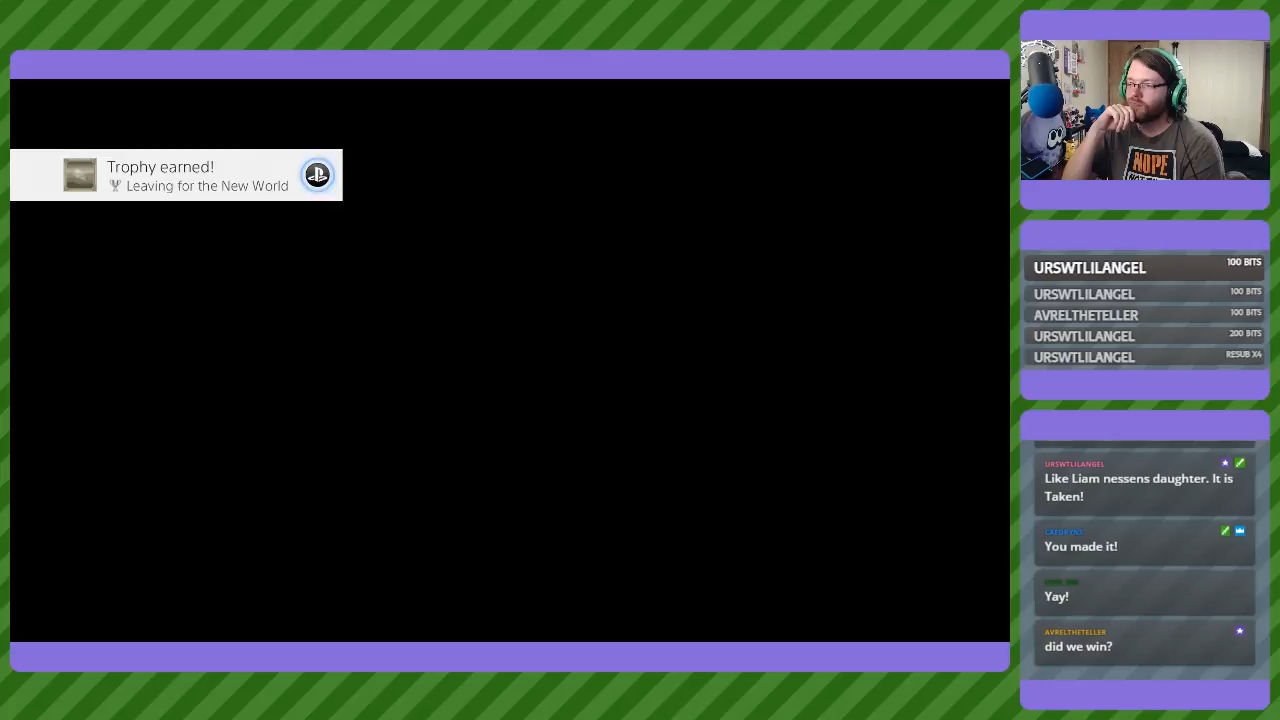 Trophy earned!
Leaving for the New World
NOPE
URSWTLILANGEL 100 BITS
URSWTLILANGEL 100 BITS
AVRELTHETELLER 100 BITS
URSWTLILANGEL 200 BITS
URSWTLILANGEL RESUB X4
URSWTLILANGEL
Like Liam nessens daughter. It is
Taken!
You made it!
Yay!
AVRELTHETELLER
did we win?